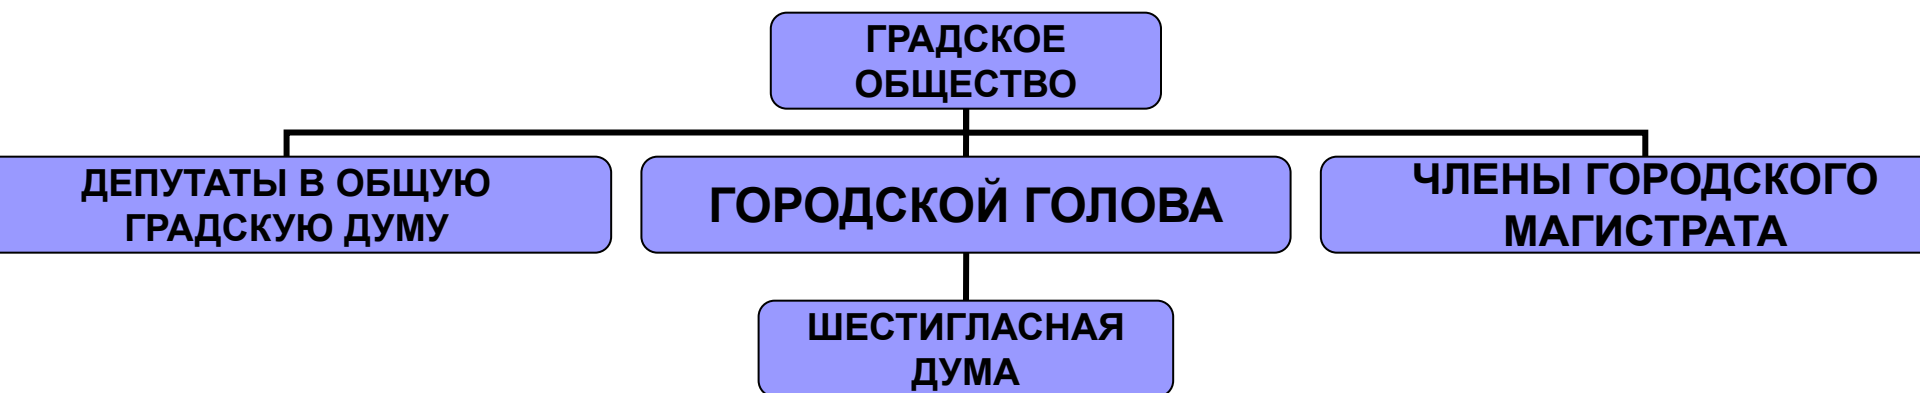 ГРАДСКОЕ
ОБЩЕСТВО
ДЕПУТАТЫ В ОБЩУЮ
ГРАДСКУЮ ДУМУ
ГОРОДСКОЙ ГОЛОВА
ЧЛЕНЫ ГОРОДСКОГО
МАГИСТРАТА
ШЕСТИГЛАСНАЯ
ДУМА